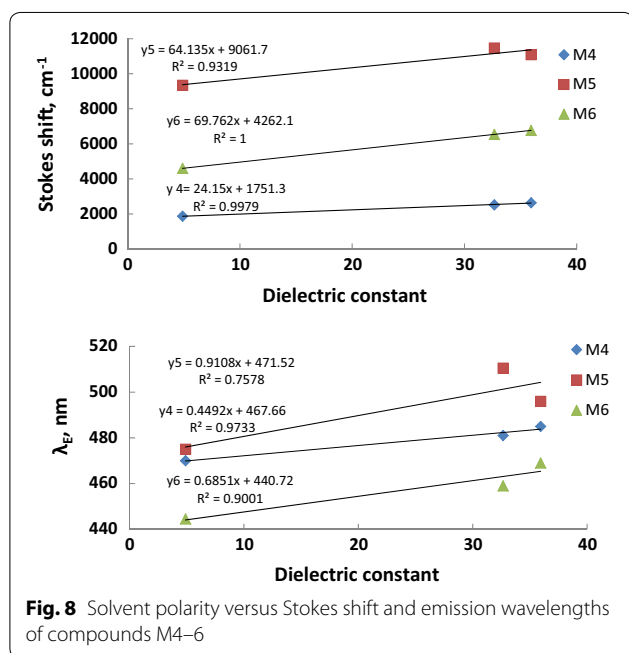 12000
10000
8000
6000
4000
2000
0
Stokes shift, cm⁻¹
y5 = 64.135x + 9061.7
R² = 0.9319
y6 = 69.762x + 4262.1
R² = 1
y 4= 24.15x + 1751.3
R² = 0.9979
M4
M5
M6
0 10 20 30 40
Dielectric constant
520
500
480
460
440
λE, nm
y5 = 0.9108x + 471.52
R² = 0.7578
y4 = 0.4492x + 467.66
R² = 0.9733
y6 = 0.6851x + 440.72
R² = 0.9001
M4
M5
M6
0 10 20 30 40
Dielectric constant
Fig. 8 Solvent polarity versus Stokes shift and emission wavelengths
of compounds M4–6